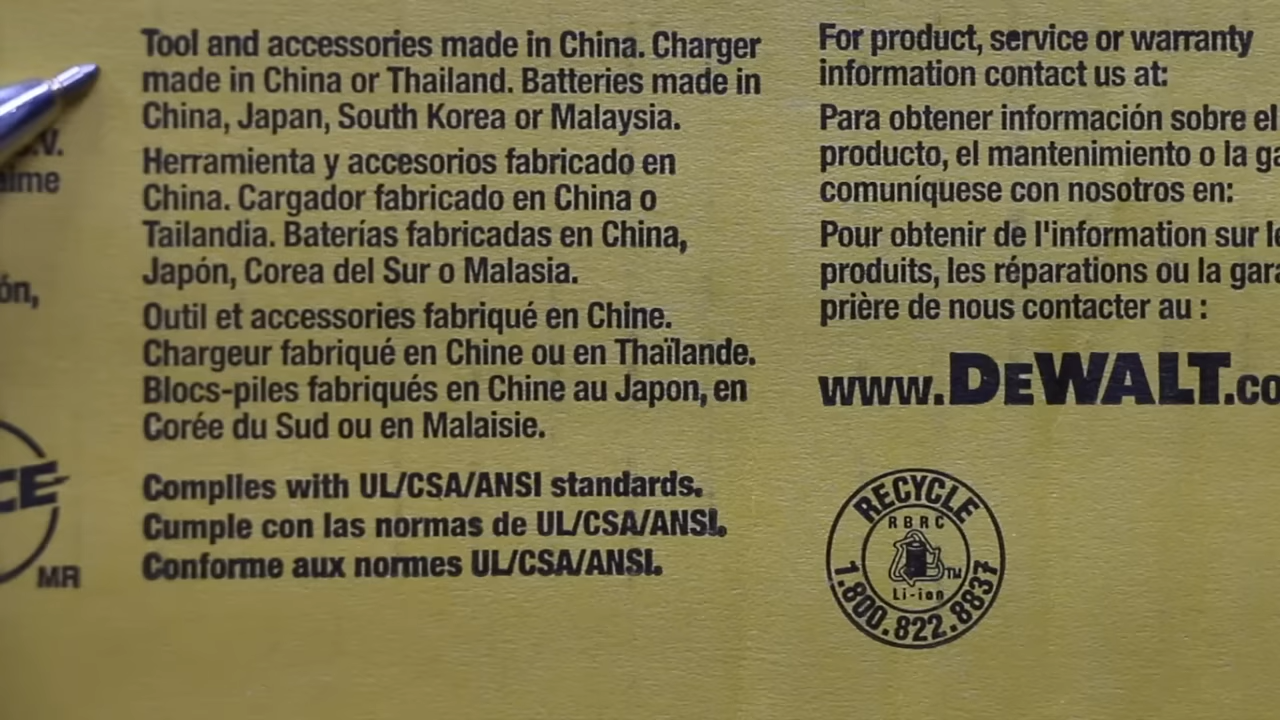 Tool and accessories made in China. Charger
made in China or Thailand. Batteries made in
China, Japan, South Korea or Malaysia.
Herramienta y accesorios fabricado en
China. Cargador fabricado en China o
Tailandia. Baterías fabricadas en China,
Japón, Corea del Sur o Malasia.
Outil et accessories fabriqué en Chine.
Chargeur fabriqué en Chine ou en Thaïlande.
Blocs-piles fabriqués en Chine au Japon, en
Corée du Sud ou en Malaisie.
Complies with UL/CSA/ANSI standards.
Cumple con las normas de UL/CSA/ANSI.
Conforme aux normes UL/CSA/ANSI.
MR
For product, service or warranty
information contact us at:
Para obtener información sobre el
producto, el mantenimiento o la
comuníquese con nosotros en:
Pour obtenir de l'information sur
produits, les réparations ou la
prière de nous contacter au :
www.DEWALT.co
RECYCLE
RBRC
TM
Li-ion
1.800.822.8837